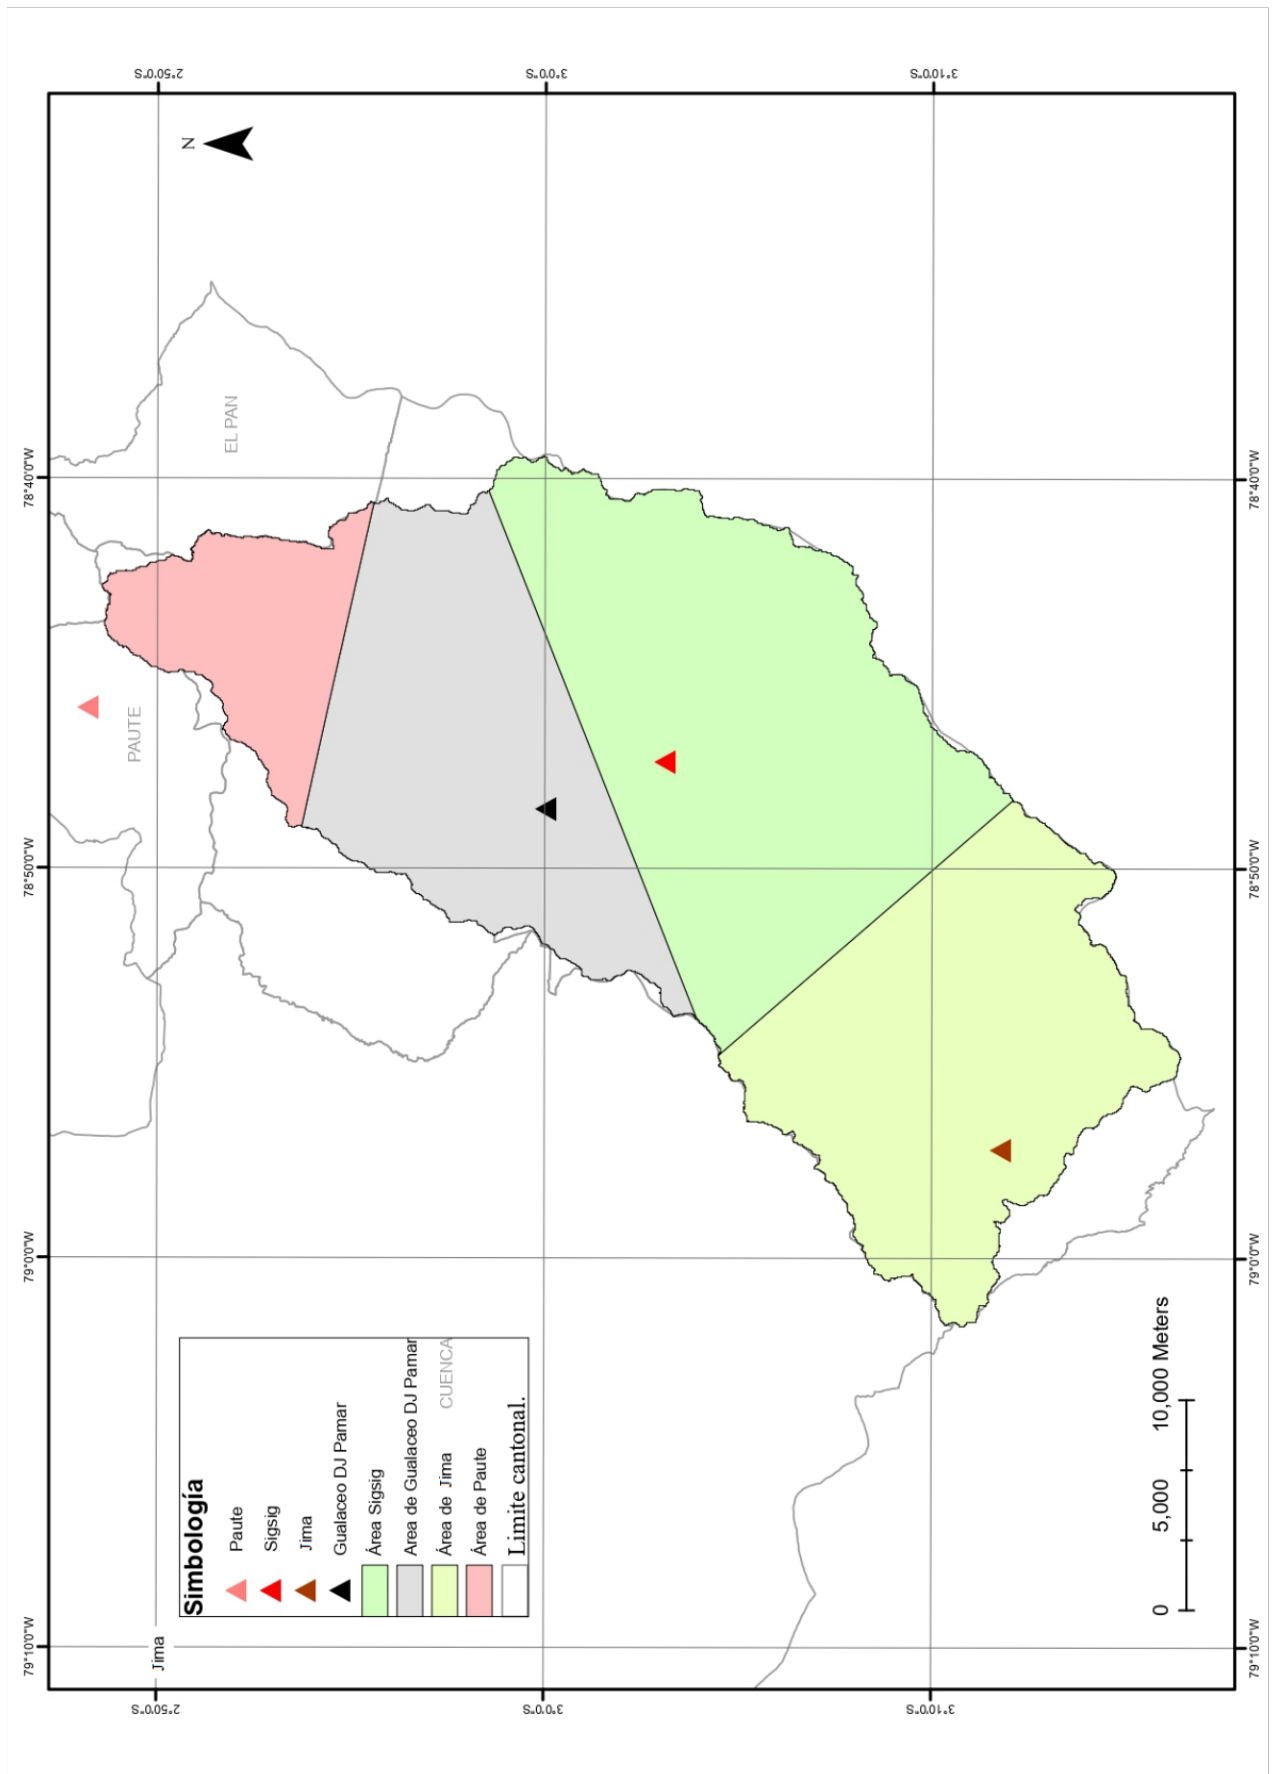 79°10'0"W
79°0'0"W
78°50'0"W
78°40'0"W
2°50'0"S
2°50'0"S
Jima
N
PAUTE
EL PAN
Simbología
Paute
Sigsig
Jima
Gualaceo DJ Pamar
Área Sigsig
Area de Gualaceo DJ Pamar
Área de Jima
CUENCA
Área de Paute
Limite cantonal.
3°0'0"S
3°0'0"S
3°10'0"S
3°10'0"S
0 5,000 10,000 Meters
79°10'0"W
79°0'0"W
78°50'0"W
78°40'0"W